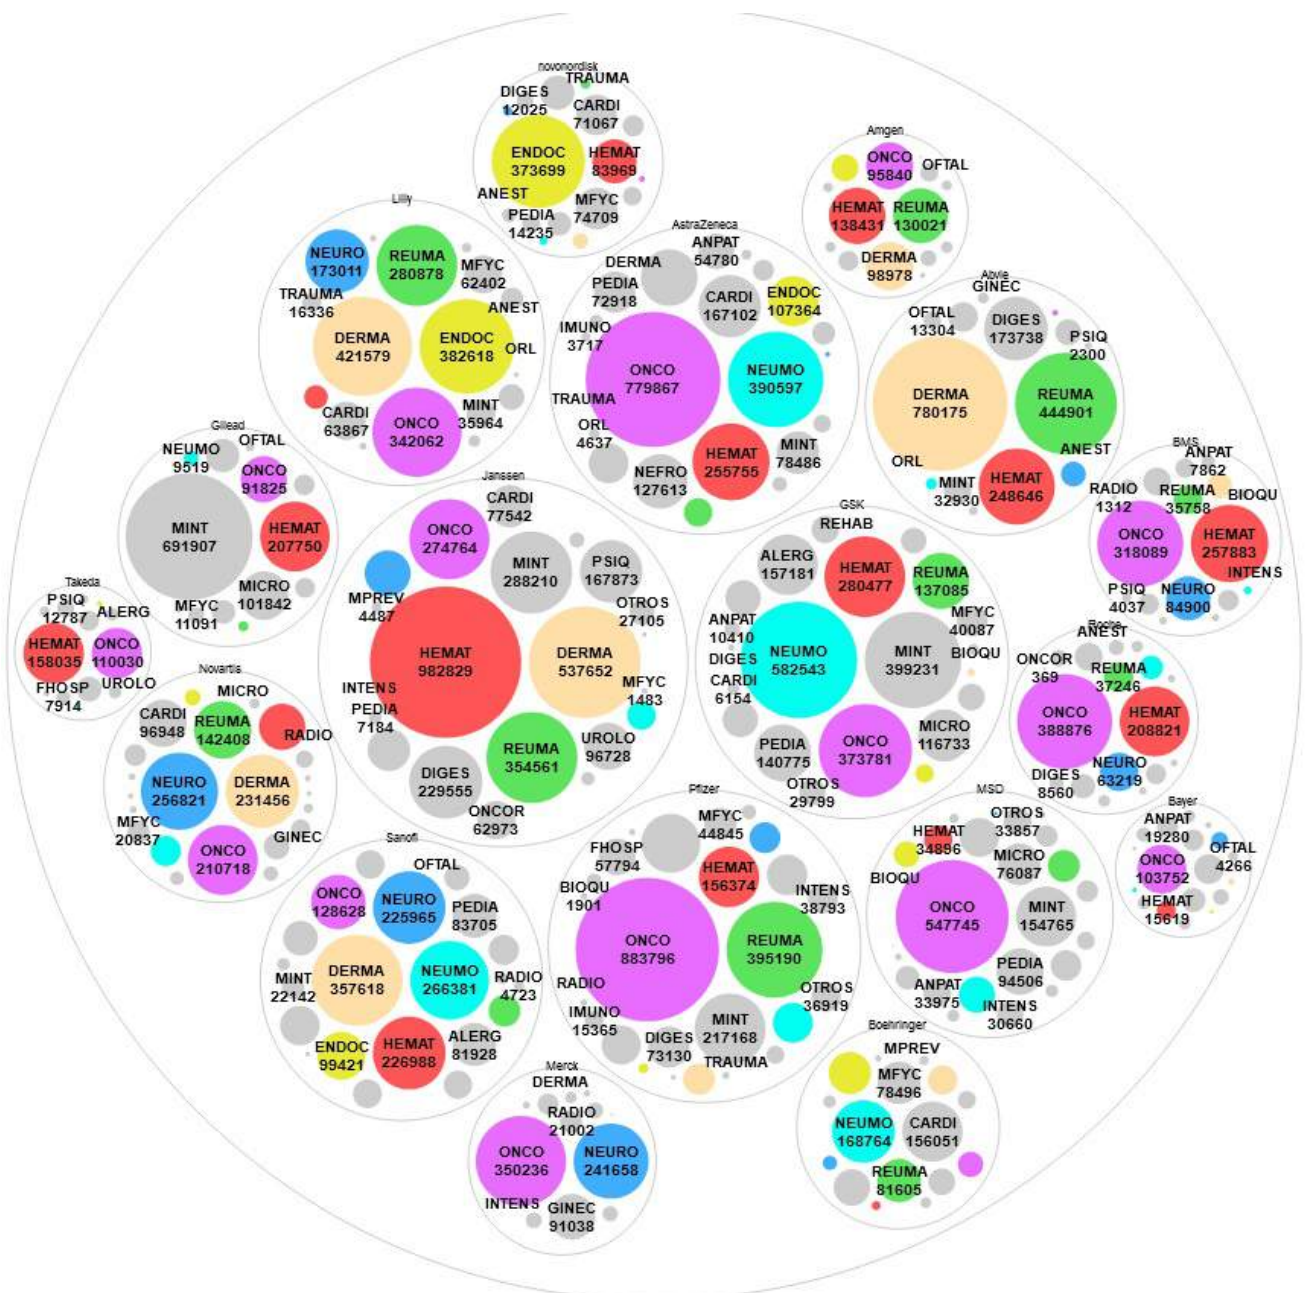 novonordisk
TRAUMA
DIGES
12025
CARDI
71067
ENDOC
373699
HEMAT
83969
ANEST
MFYC
74709
PEDIA
14235
Amgen
ONCO
95840
OFTAL
HEMAT
138431
REUMA
130021
DERMA
98978
Lilly
NEURO
173011
REUMA
280878
MFYC
62402
TRAUMA
16336
ANEST
DERMA
421579
ENDOC
382618
ORL
CARDI
63867
MINT
35964
ONCO
342062
AstraZeneca
ANPAT
54780
DERMA
PEDIA
72918
CARDI
167102
ENDOC
107364
IMUNO
3717
ONCO
779867
NEUMO
390597
TRAUMA
ORL
4637
HEMAT
255755
MINT
78486
NEFRO
127613
Abvie
GINEC
OFTAL
13304
DIGES
173738
PSIQ
2300
DERMA
780175
REUMA
444901
ANEST
ORL
MINT
32930
HEMAT
248646
Gilead
NEUMO
9519
OFTAL
ONCO
91825
MINT
691907
HEMAT
207750
MICRO
101842
MFYC
11091
BMS
ANPAT
7862
RADIO
1312
REUMA
35758
BIOQU
ONCO
318089
HEMAT
257883
INTENS
PSIQ
4037
NEURO
84900
Janssen
CARDI
77542
ONCO
274764
MINT
288210
PSIQ
167873
MPREV
4487
OTROS
27105
HEMAT
982829
DERMA
537652
INTENS
PEDIA
7184
MFYC
1483
REUMA
354561
UROLO
96728
DIGES
229555
ONCOR
62973
GSK
REHAB
ALERG
157181
HEMAT
280477
REUMA
137085
ANPAT
10410
MFYC
40087
NEUMO
582543
MINT
399231
BIOQU
DIGES
CARDI
6154
PEDIA
140775
ONCO
373781
MICRO
116733
OTROS
29799
Takeda
PSIQ
12787
ALERG
HEMAT
158035
ONCO
110030
FHOSP
7914
UROLO
Roche
ANEST
ONCOR
369
REUMA
37246
ONCO
388876
HEMAT
208821
DIGES
8560
NEURO
63219
Novartis
MICRO
CARDI
96948
REUMA
142408
RADIO
NEURO
256821
DERMA
231456
MFYC
20837
GINEC
ONCO
210718
Pfizer
MFYC
44845
FHOSP
57794
HEMAT
156374
BIOQU
1901
INTENS
38793
ONCO
883796
REUMA
395190
RADIO
OTROS
36919
IMUNO
15365
MINT
217168
DIGES
73130
TRAUMA
MSD
OTROS
33857
HEMAT
34896
MICRO
76087
BIOQU
ONCO
547745
MINT
154765
PEDIA
94506
ANPAT
33975
INTENS
30660
Bayer
ANPAT
19280
OFTAL
4266
ONCO
103752
HEMAT
15619
Sanofi
OFTAL
ONCO
128628
NEURO
225965
PEDIA
83705
MINT
22142
DERMA
357618
NEUMO
266381
RADIO
4723
ENDOC
99421
HEMAT
226988
ALERG
81928
Merck
DERMA
RADIO
21002
ONCO
350236
NEURO
241658
INTENS
GINEC
91038
Boehringer
MPREV
MFYC
78496
NEUMO
168764
CARDI
156051
REUMA
81605